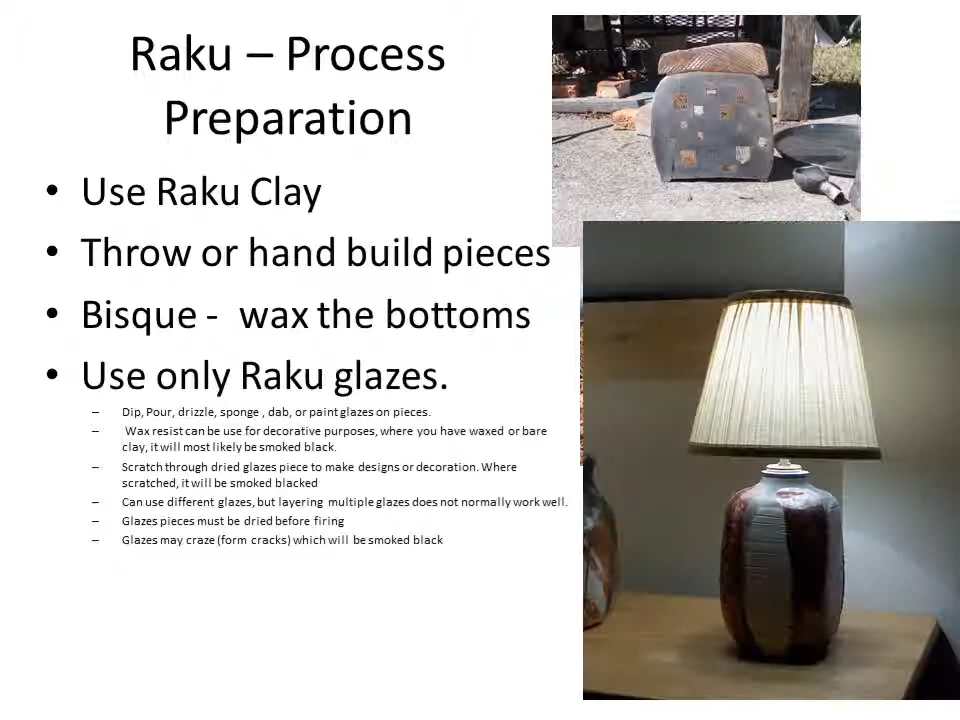 Raku – Process
Preparation
• Use Raku Clay
• Throw or hand build pieces
• Bisque - wax the bottoms
• Use only Raku glazes.
– Dip, Pour, drizzle, sponge , dab, or paint glazes on pieces.
– Wax resist can be use for decorative purposes, where you have waxed or bare
clay, it will most likely be smoked black.
– Scratch through dried glazes piece to make designs or decoration. Where
scratched, it will be smoked blacked
– Can use different glazes, but layering multiple glazes does not normally work well.
– Glazes pieces must be dried before firing
– Glazes may craze (form cracks) which will be smoked black